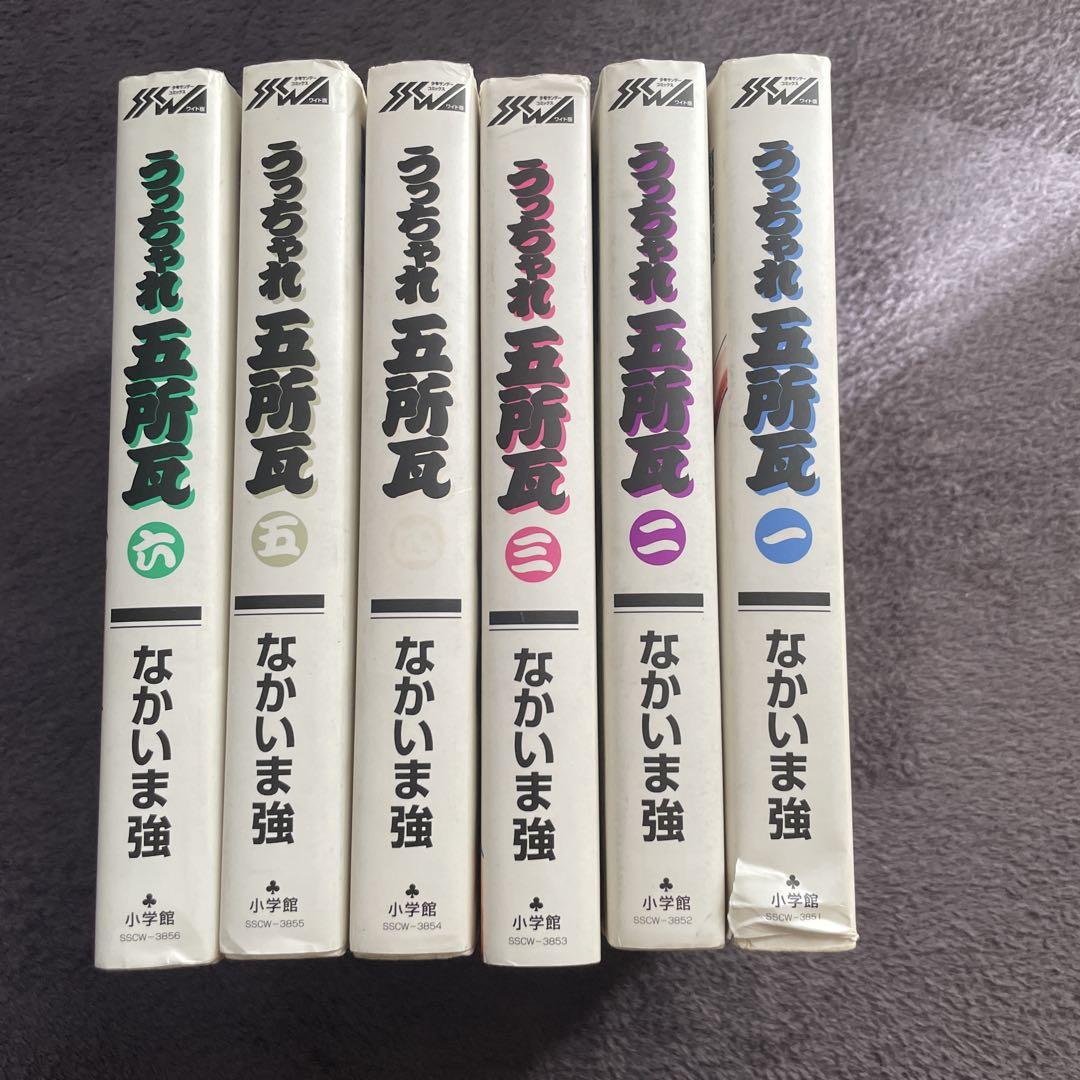 SSW
少年サンデー
コミックス
ワイド版
うっちゃれ
五所瓦
六
なかいま強
小学館
SSCW-3856
SSW
少年サンデー
コミックス
ワイド版
うっちゃれ
五所瓦
五
なかいま強
小学館
SSCW-3855
SSW
少年サンデー
コミックス
ワイド版
うっちゃれ
五所瓦
四
なかいま強
小学館
SSCW-3854
SSW
少年サンデー
コミックス
ワイド版
うっちゃれ
五所瓦
三
なかいま強
小学館
SSCW-3853
SSW
少年サンデー
コミックス
ワイド版
うっちゃれ
五所瓦
二
なかいま強
小学館
SSCW-3852
SSW
少年サンデー
コミックス
ワイド版
うっちゃれ
五所瓦
一
なかいま強
小学館
SSCW-3851